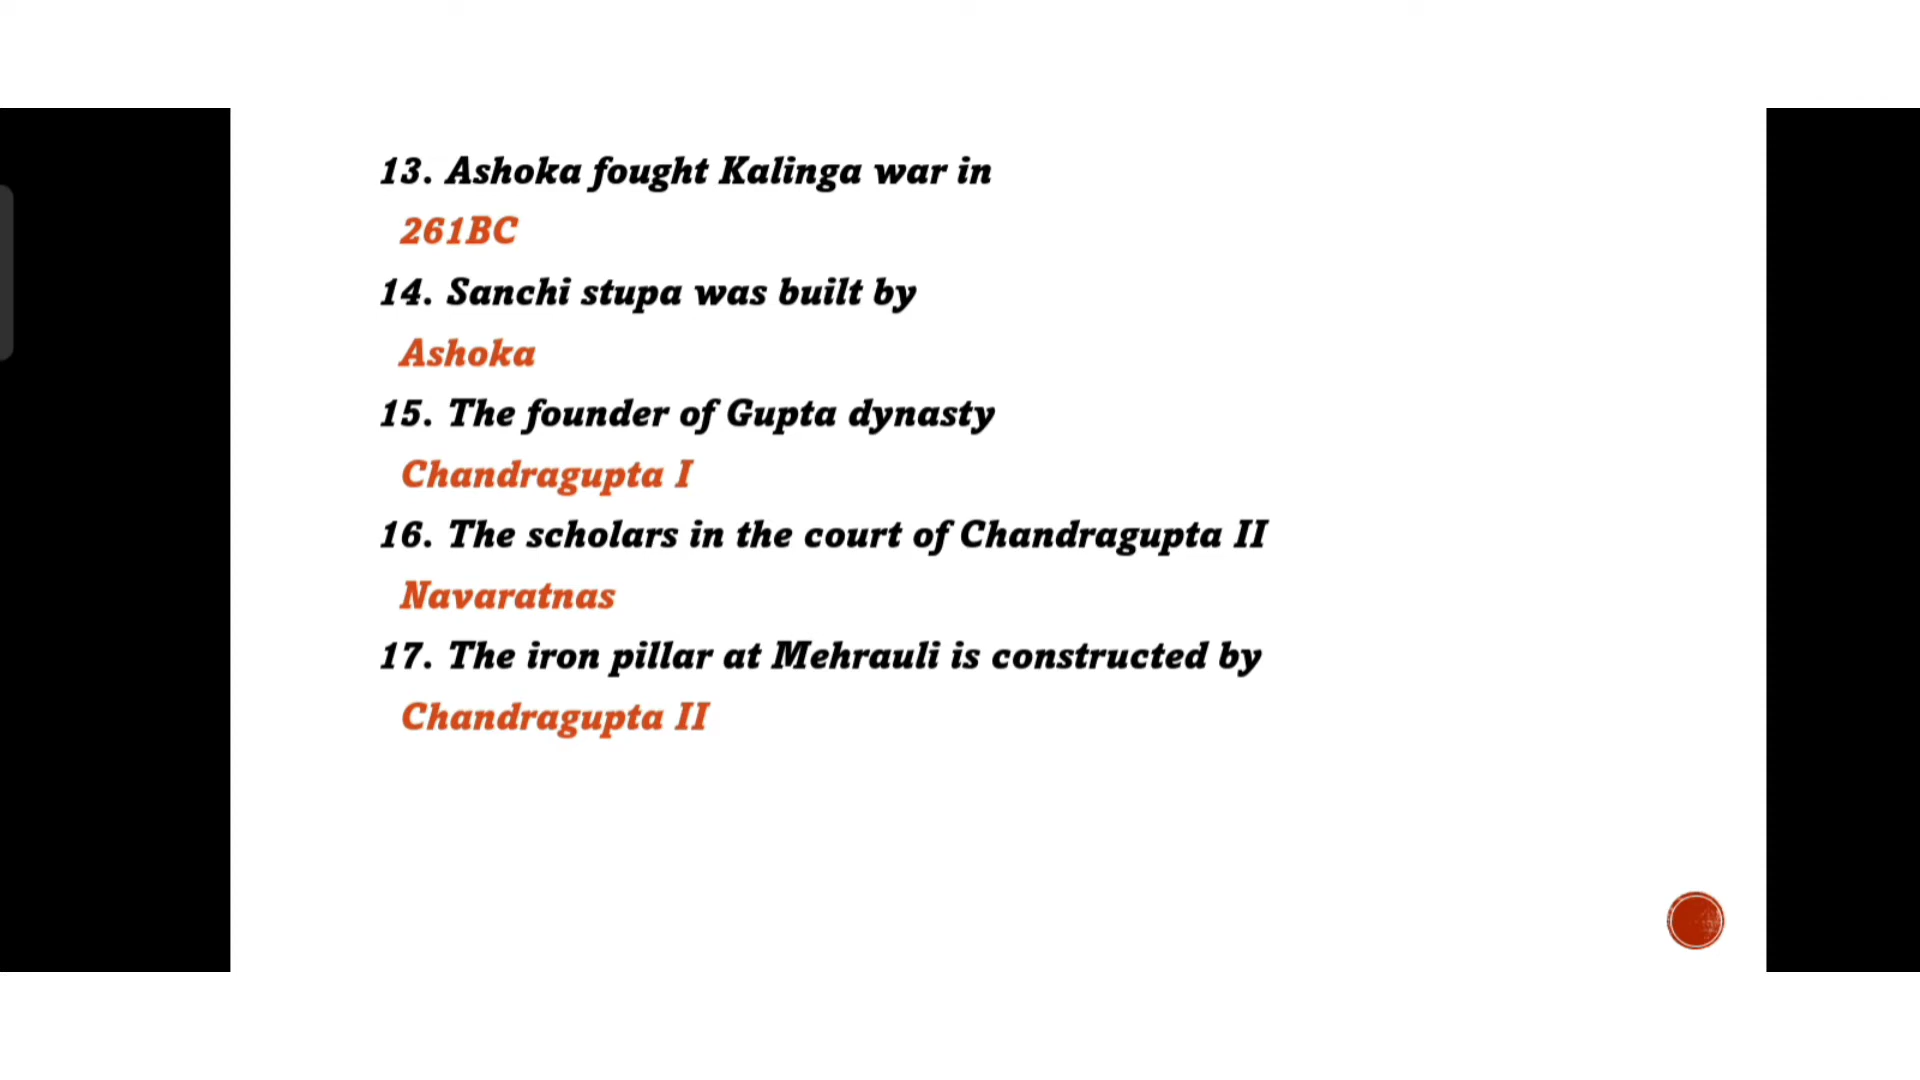 13. Ashoka fought Kalinga war in
261BC
14. Sanchi stupa was built by
Ashoka
15. The founder of Gupta dynasty
Chandragupta I
16. The scholars in the court of Chandragupta II
Navaratnas
17. The iron pillar at Mehrauli is constructed by
Chandragupta II